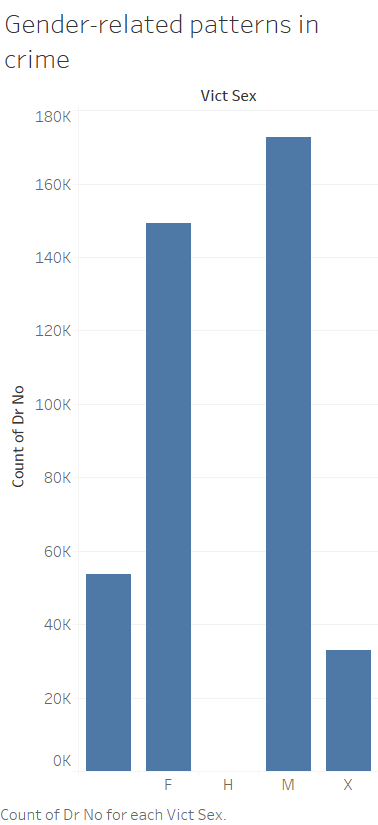 Gender-related patterns in
crime
Vict Sex
180K
160K
140K
120K
100K
80K
60K
40K
20K
0K
Count of Dr No
F H M X
Count of Dr No for each Vict Sex.